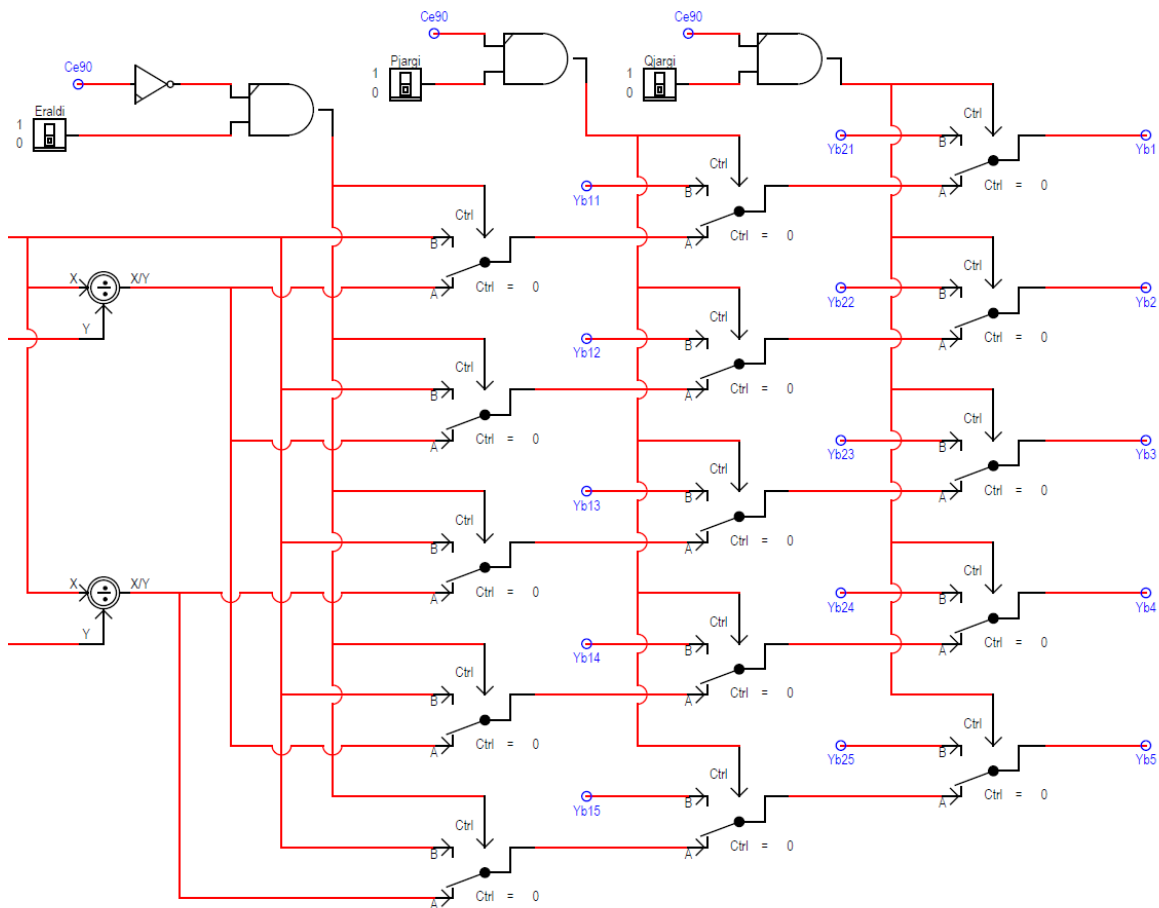 Ce90
Ce90
Ce90
Pjargi
1
0
Qjargi
1
0
Eraldi
1
0
Ctrl
B
Yb21
A
Ctrl = 0
Yb1
Ctrl
B
Yb11
A
Ctrl = 0
Ctrl
B
A
Ctrl = 0
X
X/Y
Y
Ctrl
B
Yb22
A
Ctrl = 0
Yb2
Ctrl
B
Yb12
A
Ctrl = 0
Ctrl
B
A
Ctrl = 0
Ctrl
B
Yb23
A
Ctrl = 0
Yb3
Ctrl
B
Yb13
A
Ctrl = 0
Ctrl
B
A
Ctrl = 0
X
X/Y
Y
Ctrl
B
Yb24
A
Ctrl = 0
Yb4
Ctrl
B
Yb14
A
Ctrl = 0
Ctrl
B
A
Ctrl = 0
Ctrl
B
Yb25
A
Ctrl = 0
Yb5
Ctrl
B
Yb15
A
Ctrl = 0
Ctrl
B
A
Ctrl = 0